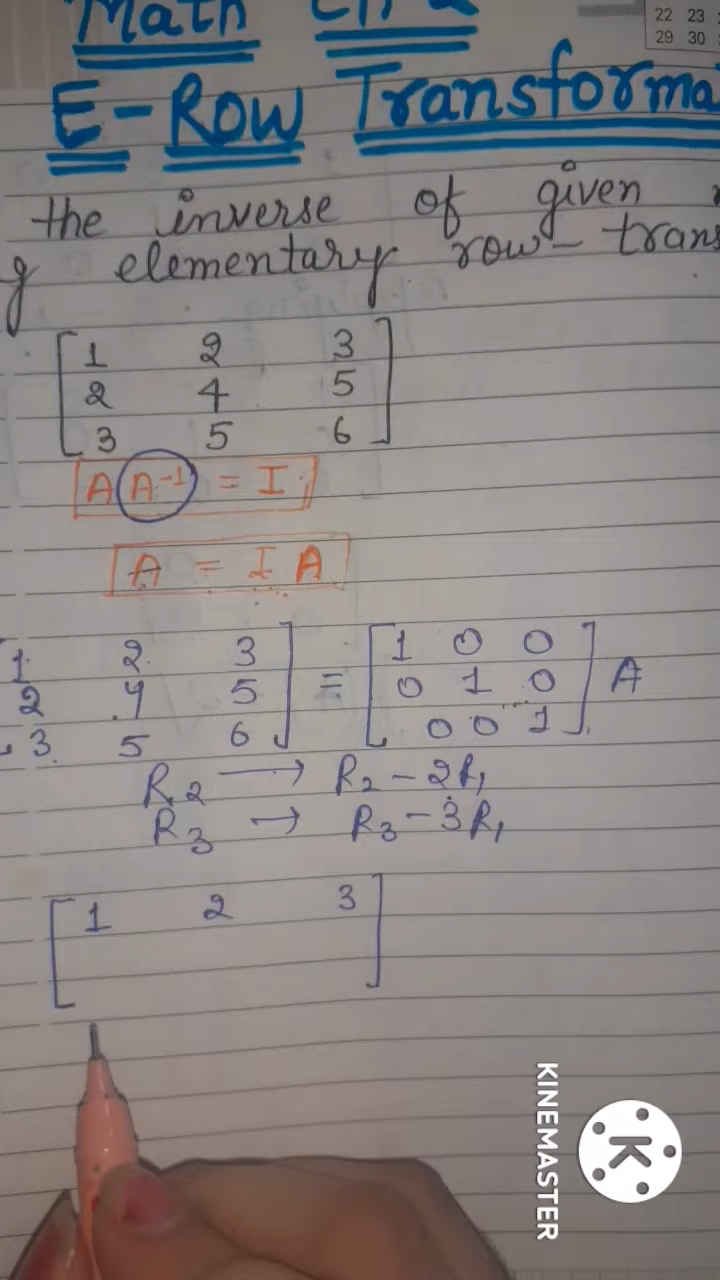 Math
22 23
29 30
E-Row Transforma
the inverse of given
g elementary row- trans
1 2 3
2 4 5
3 5 6
A A⁻¹ = I
A = I A
1 2 3 = 1 0 0
2 4 5 0 1 0 A
3 5 6 0 0 1
R₂ → R₂ - 2R₁
R₃ → R₃ - 3R₁
1 2 3
KINEMASTER